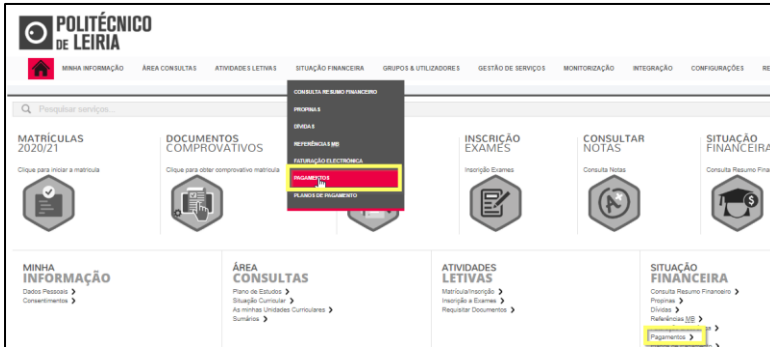 POLITÉCNICO
DE LEIRIA
MINHA INFORMAÇÃO ÁREA CONSULTAS ATIVIDADES LETIVAS SITUAÇÃO FINANCEIRA GRUPOS & UTILIZADORES GESTÃO DE SERVIÇOS MONITORIZAÇÃO INTEGRAÇÃO CONFIGURAÇÕES RE
CONSULTA RESUMO FINANCEIRO
PROPINAS
DÍVIDAS
REFERÊNCIAS MB
FATURAÇÃO ELECTRÓNICA
PAGAMENTOS
PLANOS DE PAGAMENTO
Pesquisar serviços...
MATRÍCULAS
2020/21
Clique para iniciar a matrícula
DOCUMENTOS
COMPROVATIVOS
Clique para obter comprovativo matrícula
INSCRIÇÃO
EXAMES
Inscrição Exames
CONSULTAR
NOTAS
Consulta Notas
SITUAÇÃO
FINANCEIRA
Consulta Resumo Fina
MINHA
INFORMAÇÃO
Dados Pessoais
Consentimentos
ÁREA
CONSULTAS
Plano de Estudos
Situação Curricular
As minhas Unidades Curriculares
Sumários
ATIVIDADES
LETIVAS
Matrícula/Inscrição
Inscrição a Exames
Requisitar Documentos
SITUAÇÃO
FINANCEIRA
Consulta Resumo Financeiro
Propinas
Dívidas
Referências MB
Pagamentos